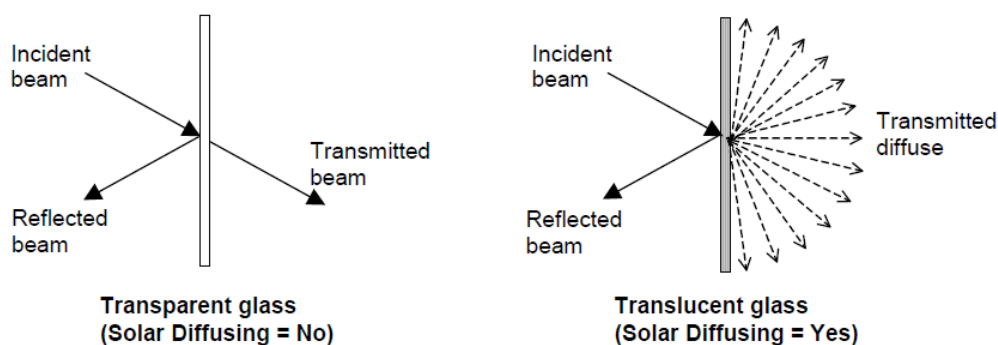 Incident
beam
Transmitted
beam
Reflected
beam
Transparent glass
(Solar Diffusing = No)
Incident
beam
Transmitted
diffuse
Reflected
beam
Translucent glass
(Solar Diffusing = Yes)